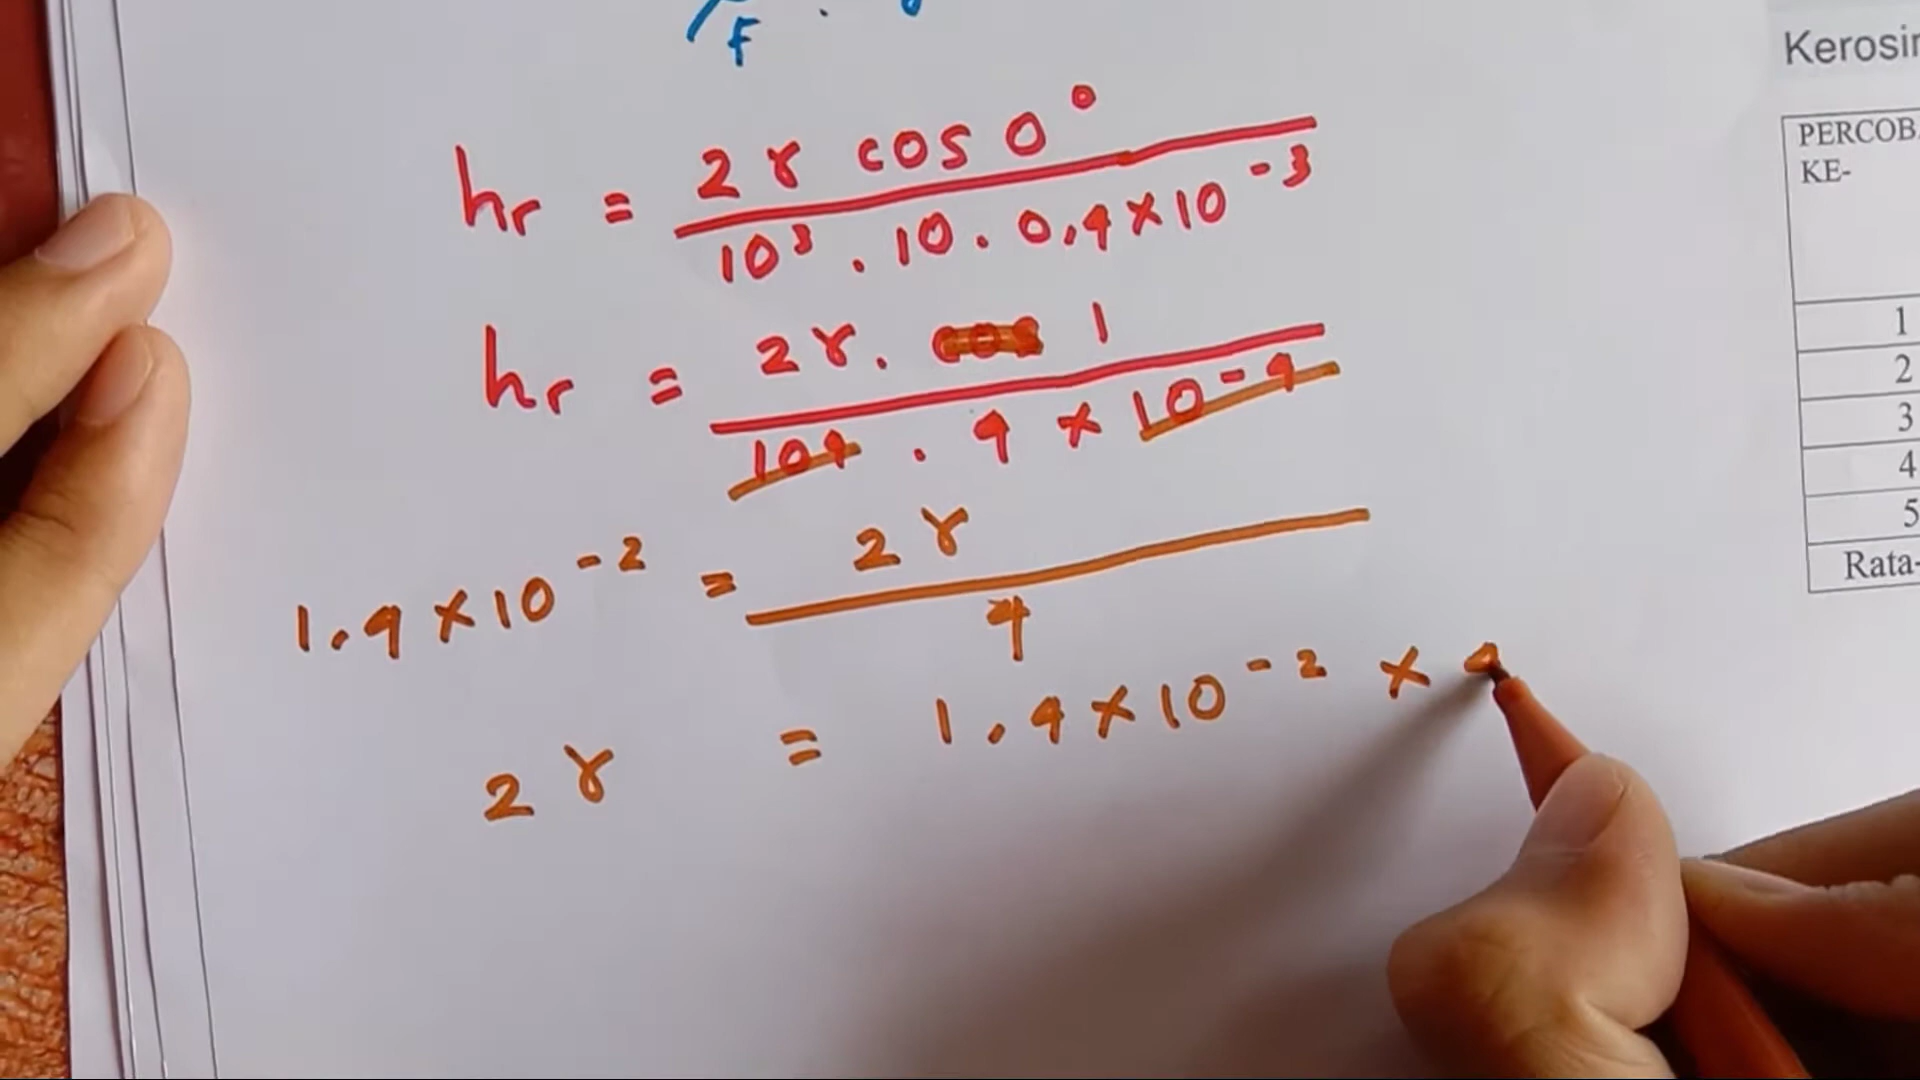 F
hr = 2γ cos 0° / 10³ . 10 . 0,4 × 10⁻³
hr = 2γ . cos 1 / 10⁴ . 4 × 10⁻⁴
1,4 × 10⁻² = 2γ / 4
2γ = 1,4 × 10⁻² × 4
Kerosin
PERCOB
KE-
1
2
3
4
5
Rata-